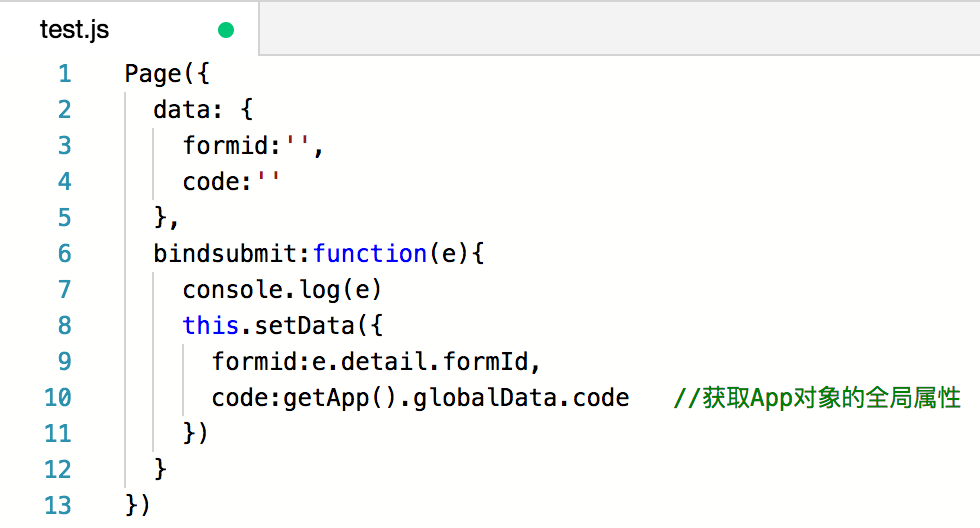 test.js
1 Page({
2   data: {
3     formid:'',
4     code:''
5   },
6   bindsubmit:function(e){
7     console.log(e)
8     this.setData({
9       formid:e.detail.formId,
10       code:getApp().globalData.code   //获取App对象的全局属性
11     })
12   }
13 })